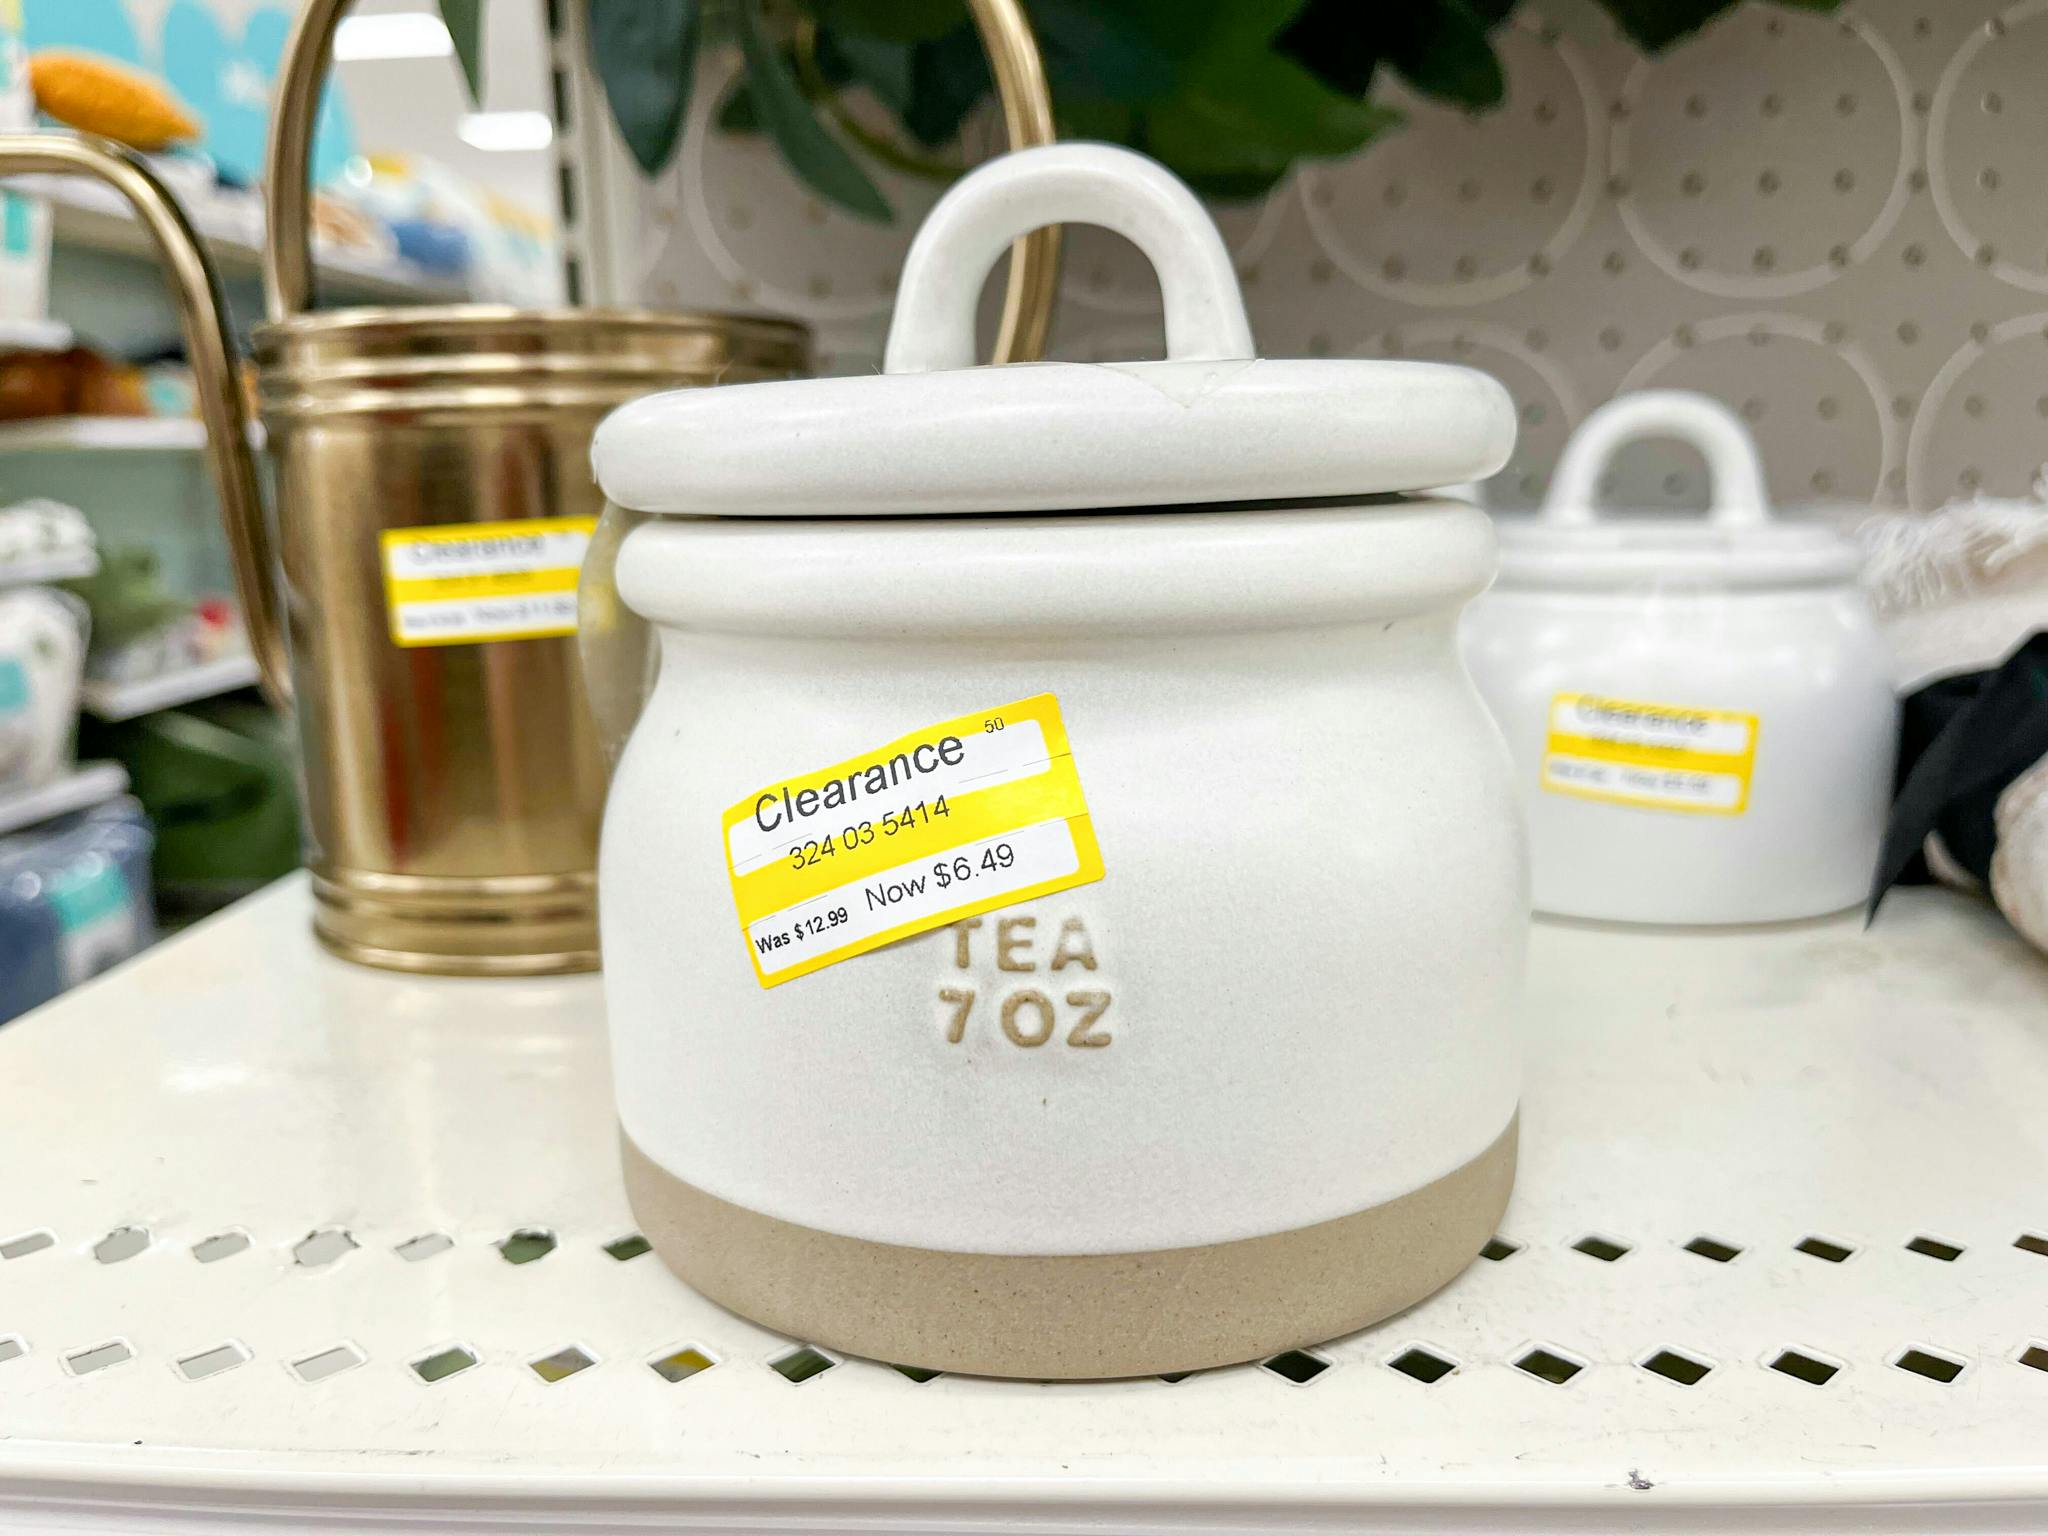 Clearance 50
324 03 5414
Was $12.99 Now $6.49
TEA
7 OZ
Clearance
Clearance